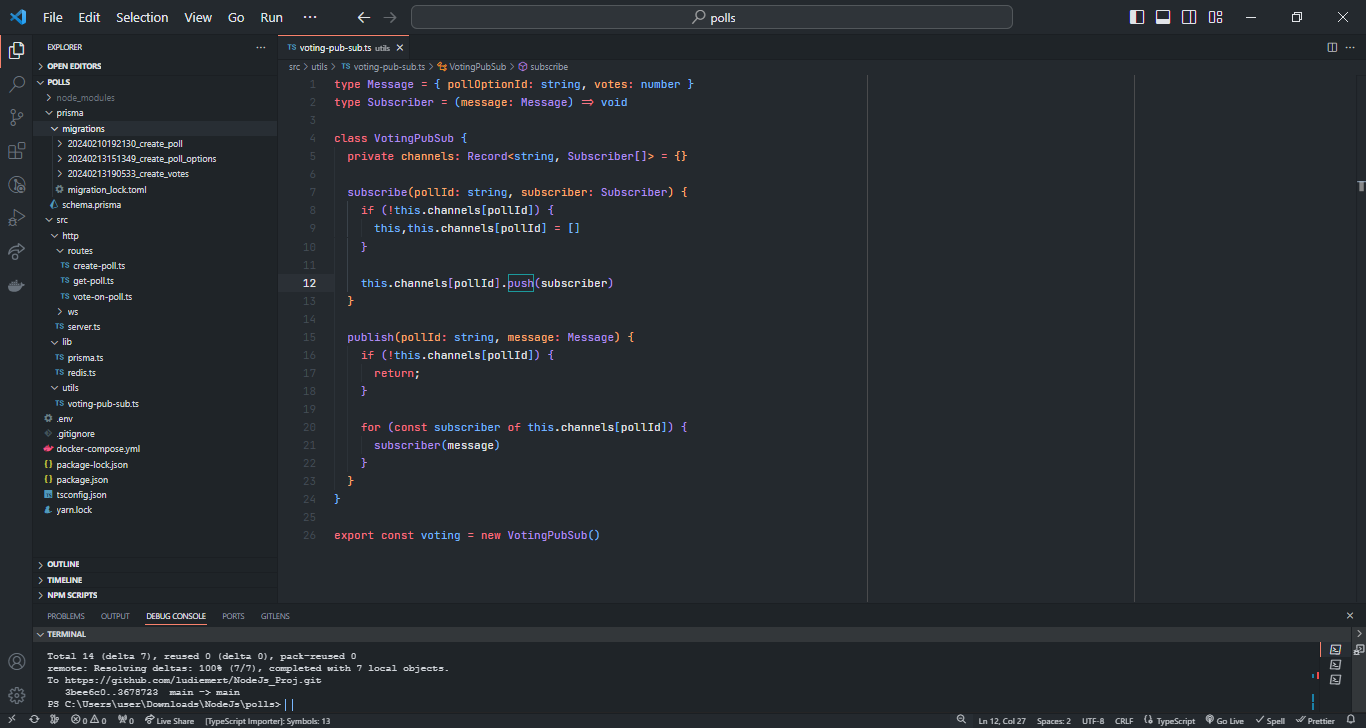 File Edit Selection View Go Run ··· polls
EXPLORER ···
OPEN EDITORS
POLLS
node_modules
prisma
migrations
20240210192130_create_poll
20240213151349_create_poll_options
20240213190533_create_votes
migration_lock.toml
schema.prisma
src
http
routes
TS create-poll.ts
TS get-poll.ts
TS vote-on-poll.ts
ws
TS server.ts
lib
TS prisma.ts
TS redis.ts
utils
TS voting-pub-sub.ts
.env
.gitignore
docker-compose.yml
{} package-lock.json
{} package.json
tsconfig.json
yarn.lock
OUTLINE
TIMELINE
NPM SCRIPTS
TS voting-pub-sub.ts utils
src > utils > TS voting-pub-sub.ts > VotingPubSub > subscribe
1 type Message = { pollOptionId: string, votes: number }
2 type Subscriber = (message: Message) => void
3
4 class VotingPubSub {
5 private channels: Record<string, Subscriber[]> = {}
6
7 subscribe(pollId: string, subscriber: Subscriber) {
8 if (!this.channels[pollId]) {
9 this,this.channels[pollId] = []
10 }
11
12 this.channels[pollId].push(subscriber)
13 }
14
15 publish(pollId: string, message: Message) {
16 if (!this.channels[pollId]) {
17 return;
18 }
19
20 for (const subscriber of this.channels[pollId]) {
21 subscriber(message)
22 }
23 }
24 }
25
26 export const voting = new VotingPubSub()
PROBLEMS OUTPUT DEBUG CONSOLE PORTS GITLENS
TERMINAL
Total 14 (delta 7), reused 0 (delta 0), pack-reused 0
remote: Resolving deltas: 100% (7/7), completed with 7 local objects.
To https://github.com/ludiemert/NodeJs_Proj.git
3bee6c0..3678723 main -> main
PS C:\Users\user\Downloads\NodeJs\polls>
0 0 0 Live Share [TypeScript Importer]: Symbols: 13 Ln 12, Col 27 Spaces: 2 UTF-8 CRLF {} TypeScript Go Live Spell Prettier